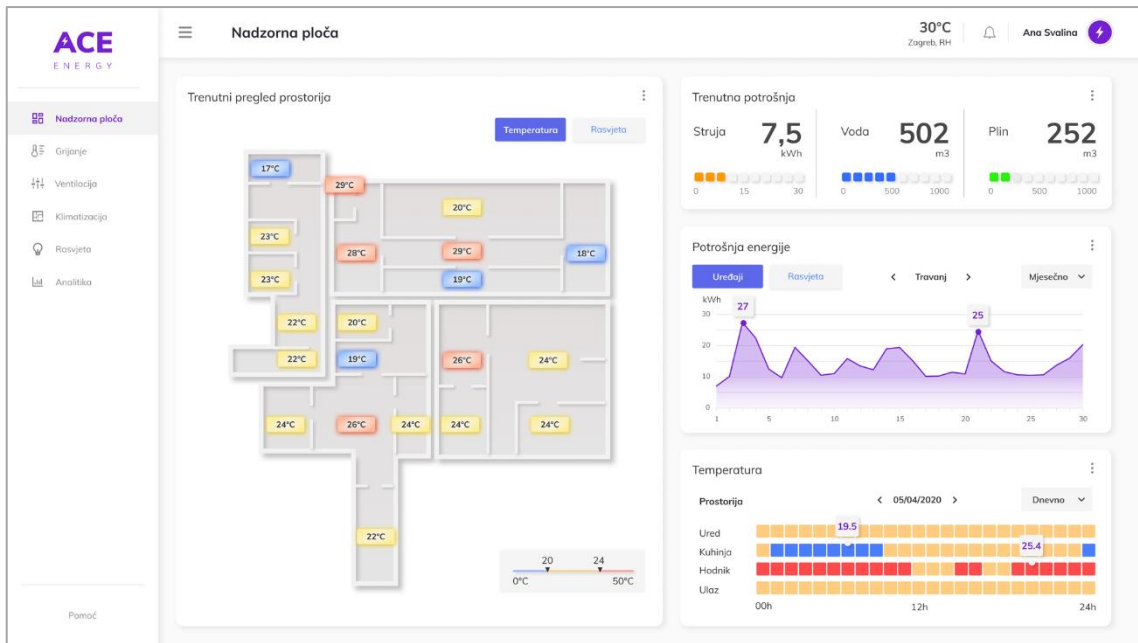 ACE
ENERGY
Nadzorna ploča
30°C
Zagreb, RH
Ana Svalina
Nadzorna ploča
Grijanje
Ventilacija
Klimatizacija
Rasvjeta
Analitika
Pomoć
Trenutni pregled prostorija
Temperatura Rasvjeta
17°C
29°C
20°C
23°C
28°C 29°C 18°C
23°C 19°C
22°C 20°C
22°C 19°C 26°C 24°C
24°C 26°C 24°C 24°C 24°C
22°C
20 24
0°C 50°C
Trenutna potrošnja
Struja 7,5 kWh
0 15 30
Voda 502 m3
0 500 1000
Plin 252 m3
0 500 1000
Potrošnja energije
Uređaji Rasvjeta Travanj Mjesečno
kWh
30
20
10
0
27
25
1 5 10 15 20 25 30
Temperatura
Prostorija 05/04/2020 Dnevno
19.5
Ured
Kuhinja 25.4
Hodnik
Ulaz
00h 12h 24h